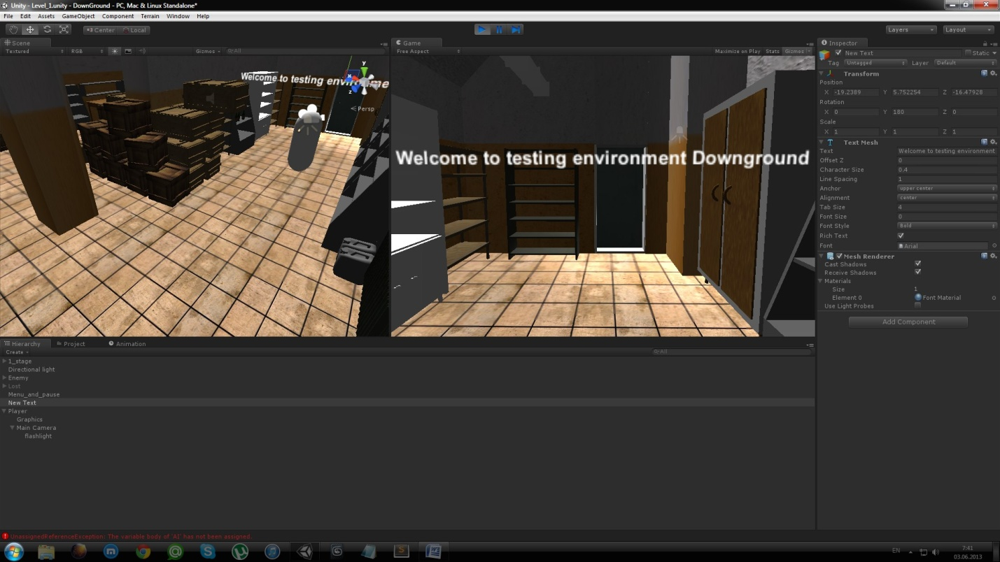 Unity - Level_1.unity - DownGround - PC, Mac & Linux Standalone*
File Edit Assets GameObject Component Terrain Window Help
Center Local Layers Layout
Scene
Textured RGB Gizmos All
Welcome to testing environme
y
x
z
Persp
Game
Free Aspect Maximize on Play Stats Gizmos
Welcome to testing environment Downground
Inspector
New Text Static
Tag Untagged Layer Default
Transform
Position
X -19.2389 Y 5.752254 Z -16.47928
Rotation
X 0 Y 180 Z 0
Scale
X 1 Y 1 Z 1
Text Mesh
Text Welcome to testing environment
Offset Z 0
Character Size 0.4
Line Spacing 1
Anchor upper center
Alignment center
Tab Size 4
Font Size 0
Font Style Bold
Rich Text
Font Arial
Mesh Renderer
Cast Shadows
Receive Shadows
Materials
Size 1
Element 0 Font Material
Use Light Probes
Add Component
Hierarchy Project Animation
Create All
1_stage
Directional light
Enemy
Lost
Menu_and_pause
New Text
Player
Graphics
Main Camera
flashlight
UnassignedReferenceException: The variable body of 'AI' has not been assigned.
EN 7:41
03.06.2013